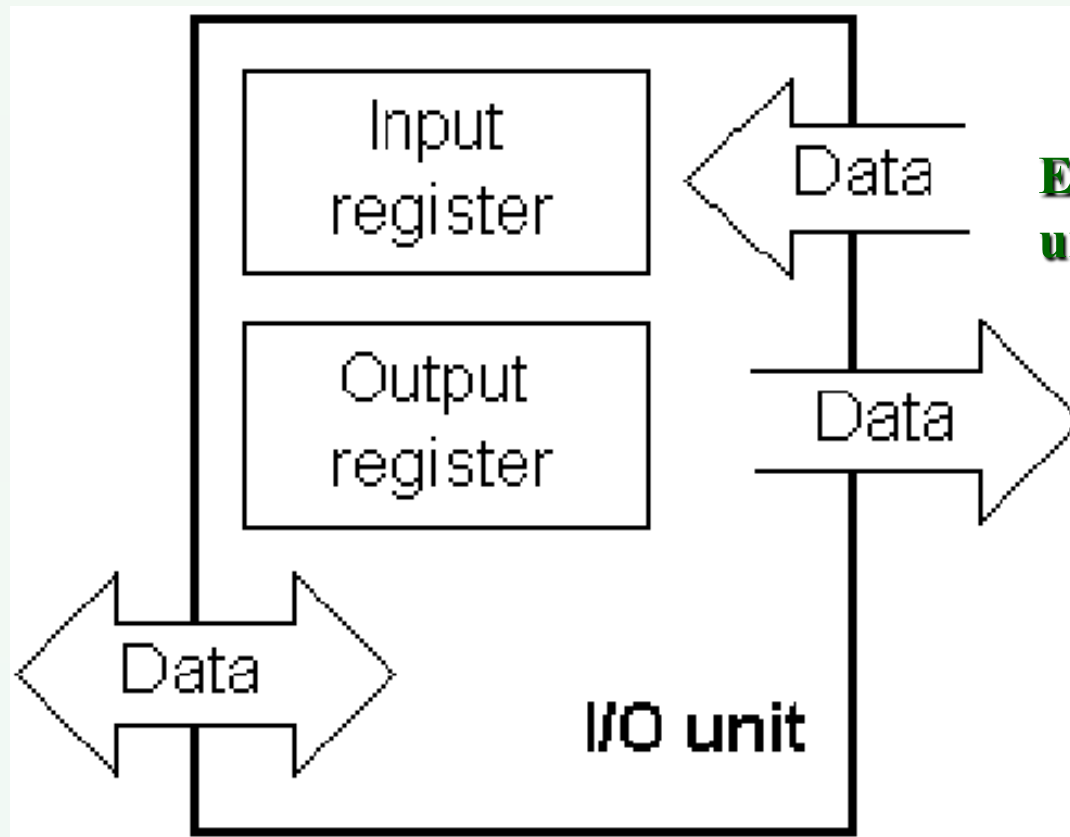 Input
register
Data
Output
register
Data
Data
I/O unit